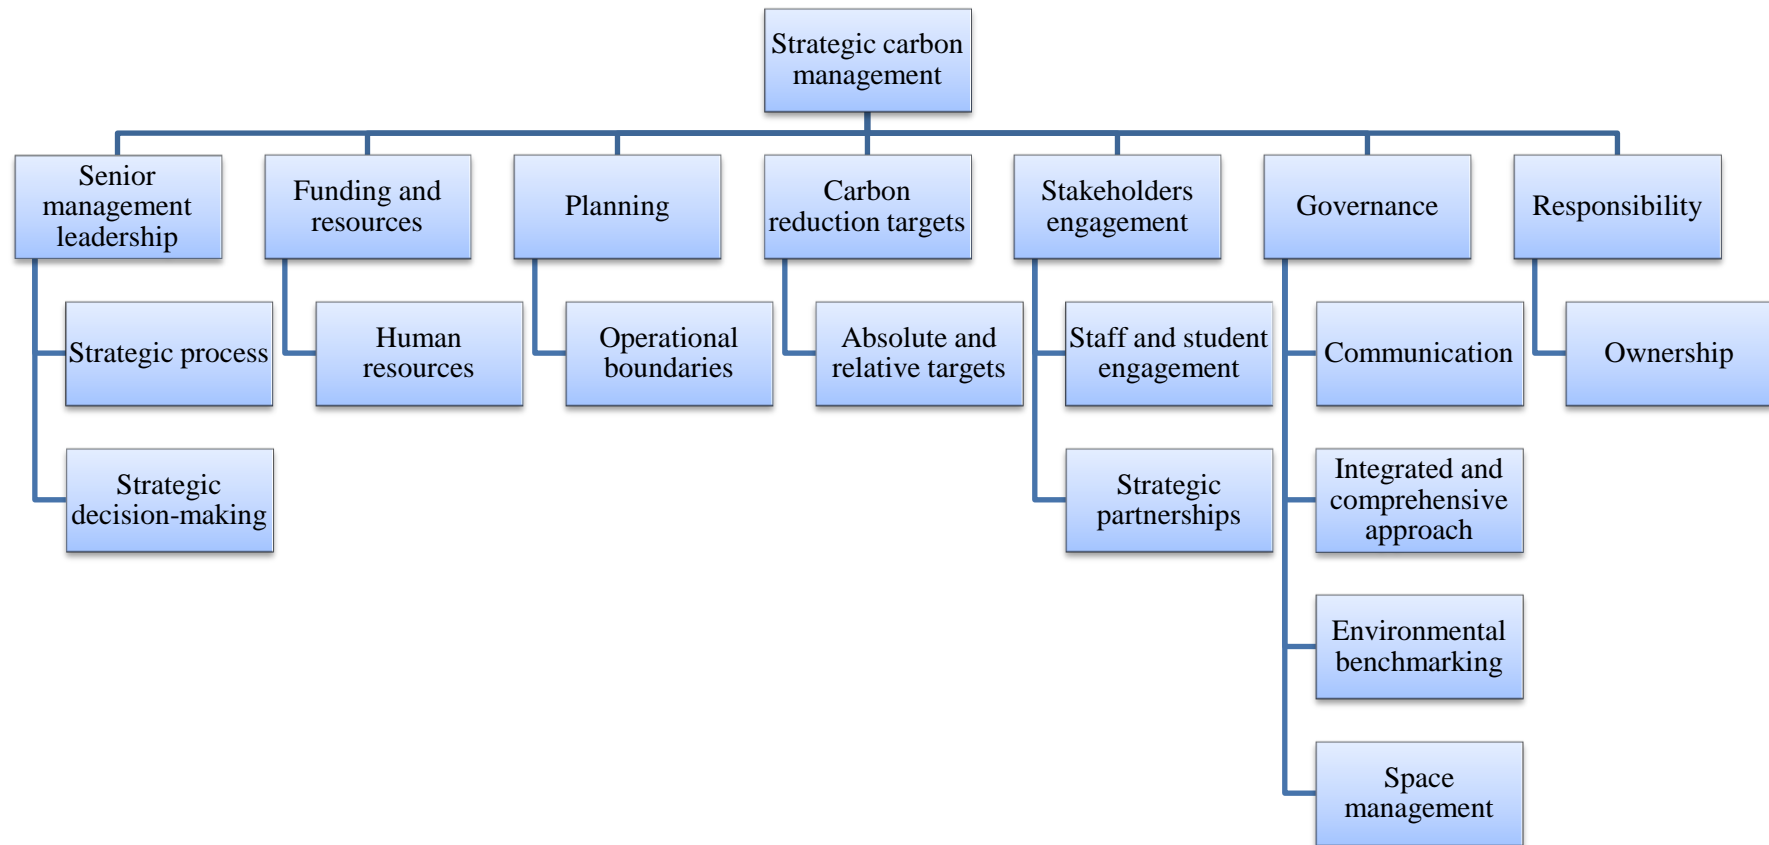 Strategic carbon
management
Senior
management
leadership
Funding and
resources
Planning
Carbon
reduction targets
Stakeholders
engagement
Governance
Responsibility
Strategic process
Human
resources
Operational
boundaries
Absolute and
relative targets
Staff and student
engagement
Communication
Ownership
Strategic
decision-making
Strategic
partnerships
Integrated and
comprehensive
approach
Environmental
benchmarking
Space
management